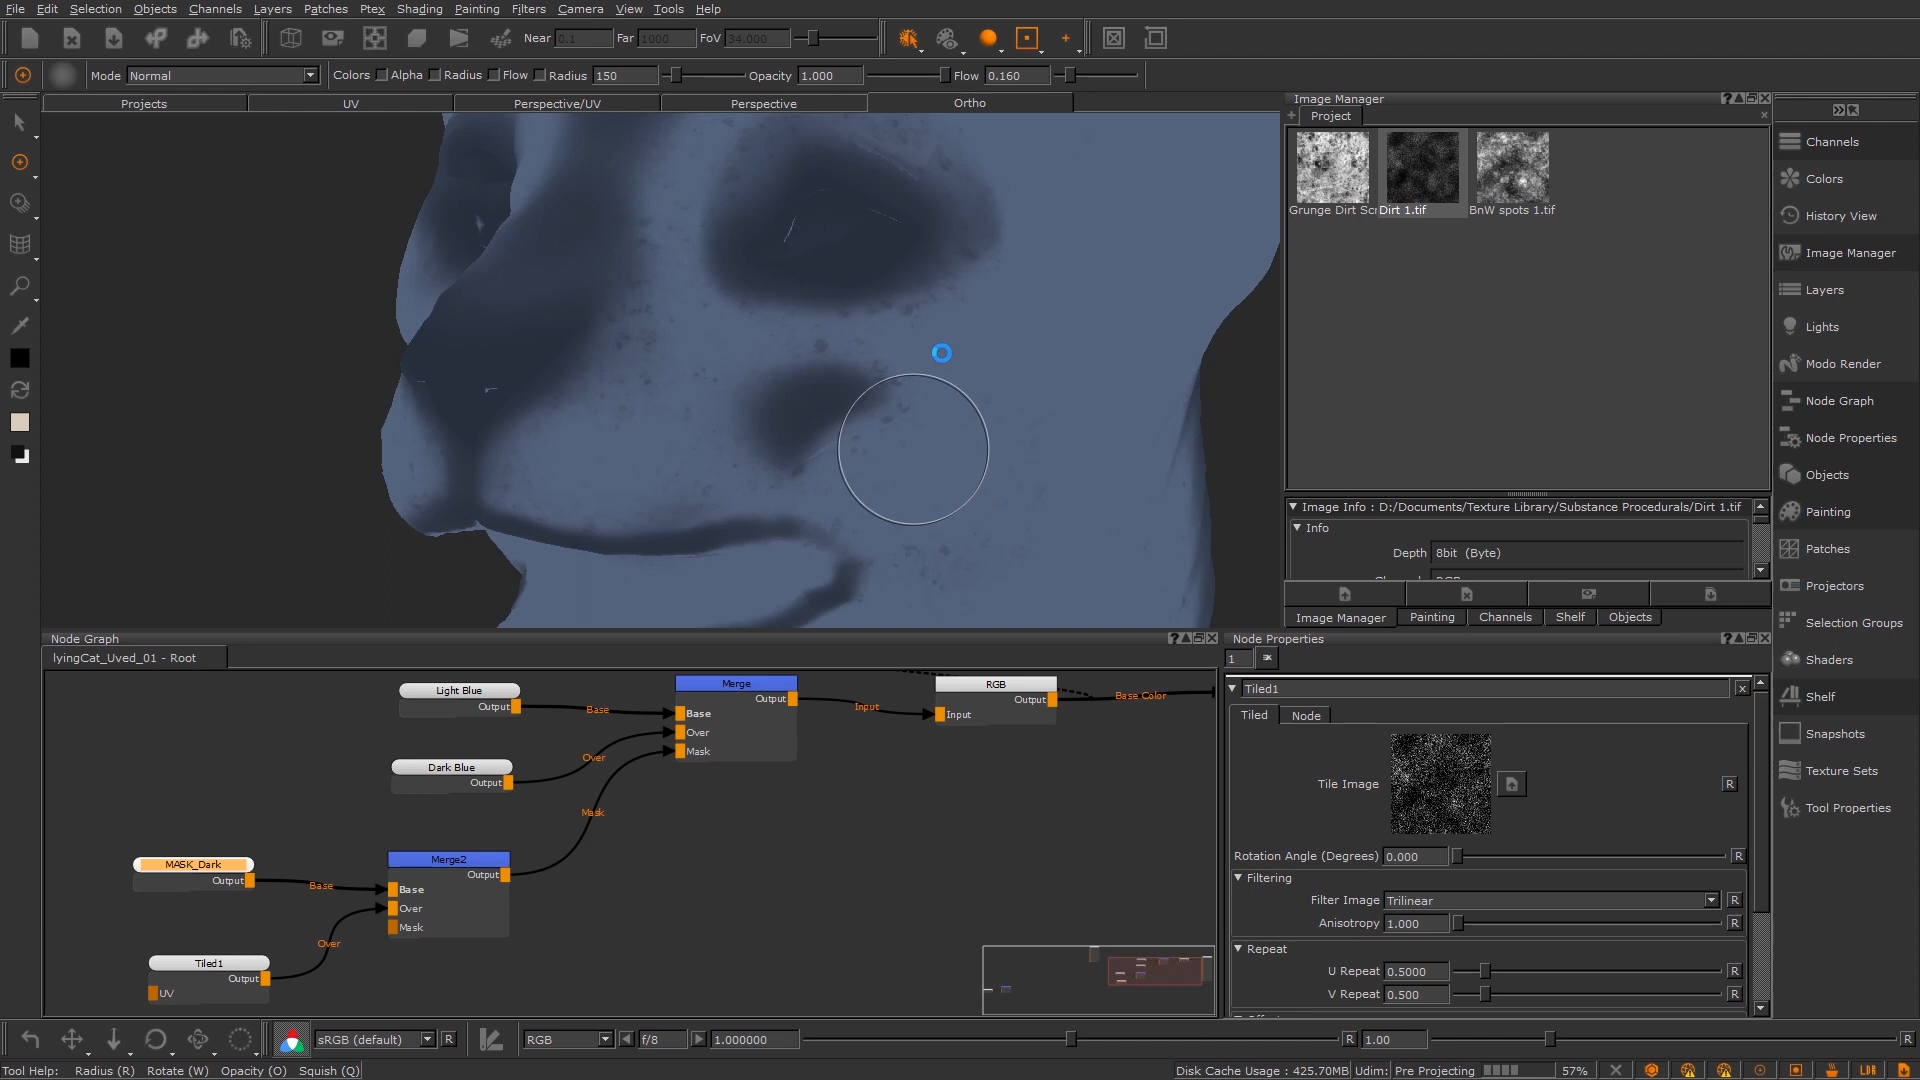 File Edit Selection Objects Channels Layers Patches Ptex Shading Painting Filters Camera View Tools Help
Near 0.1 Far 1000 FoV 34.000
Mode Normal Colors Alpha Radius Flow Radius 150 Opacity 1.000 Flow 0.160
Projects UV Perspective/UV Perspective Ortho
Image Manager
Project
Grunge Dirt Scr Dirt 1.tif BnW spots 1.tif
Image Info : D:/Documents/Texture Library/Substance Procedurals/Dirt 1.tif
Info
Depth 8bit (Byte)
Image Manager Painting Channels Shelf Objects
Channels
Colors
History View
Image Manager
Layers
Lights
Modo Render
Node Graph
Node Properties
Objects
Painting
Patches
Projectors
Selection Groups
Shaders
Shelf
Snapshots
Texture Sets
Tool Properties
Node Graph
lyingCat_Uved_01 - Root
Light Blue
Output
Base
Dark Blue
Output
Over
Mask
Merge
Output
Base
Over
Mask
Input
RGB
Output
Input
Base Color
MASK_Dark
Output
Base
Merge2
Output
Base
Over
Mask
Over
Tiled1
Output
UV
Node Properties
1
Tiled1
Tiled Node
Tile Image R
Rotation Angle (Degrees) 0.000 R
Filtering
Filter Image Trilinear R
Anisotropy 1.000 R
Repeat
U Repeat 0.5000 R
V Repeat 0.500 R
sRGB (default) R RGB f/8 1.000000 R 1.00 R
Tool Help: Radius (R) Rotate (W) Opacity (O) Squish (Q)
Disk Cache Usage : 425.70MB Udim: Pre Projecting 57% LDR